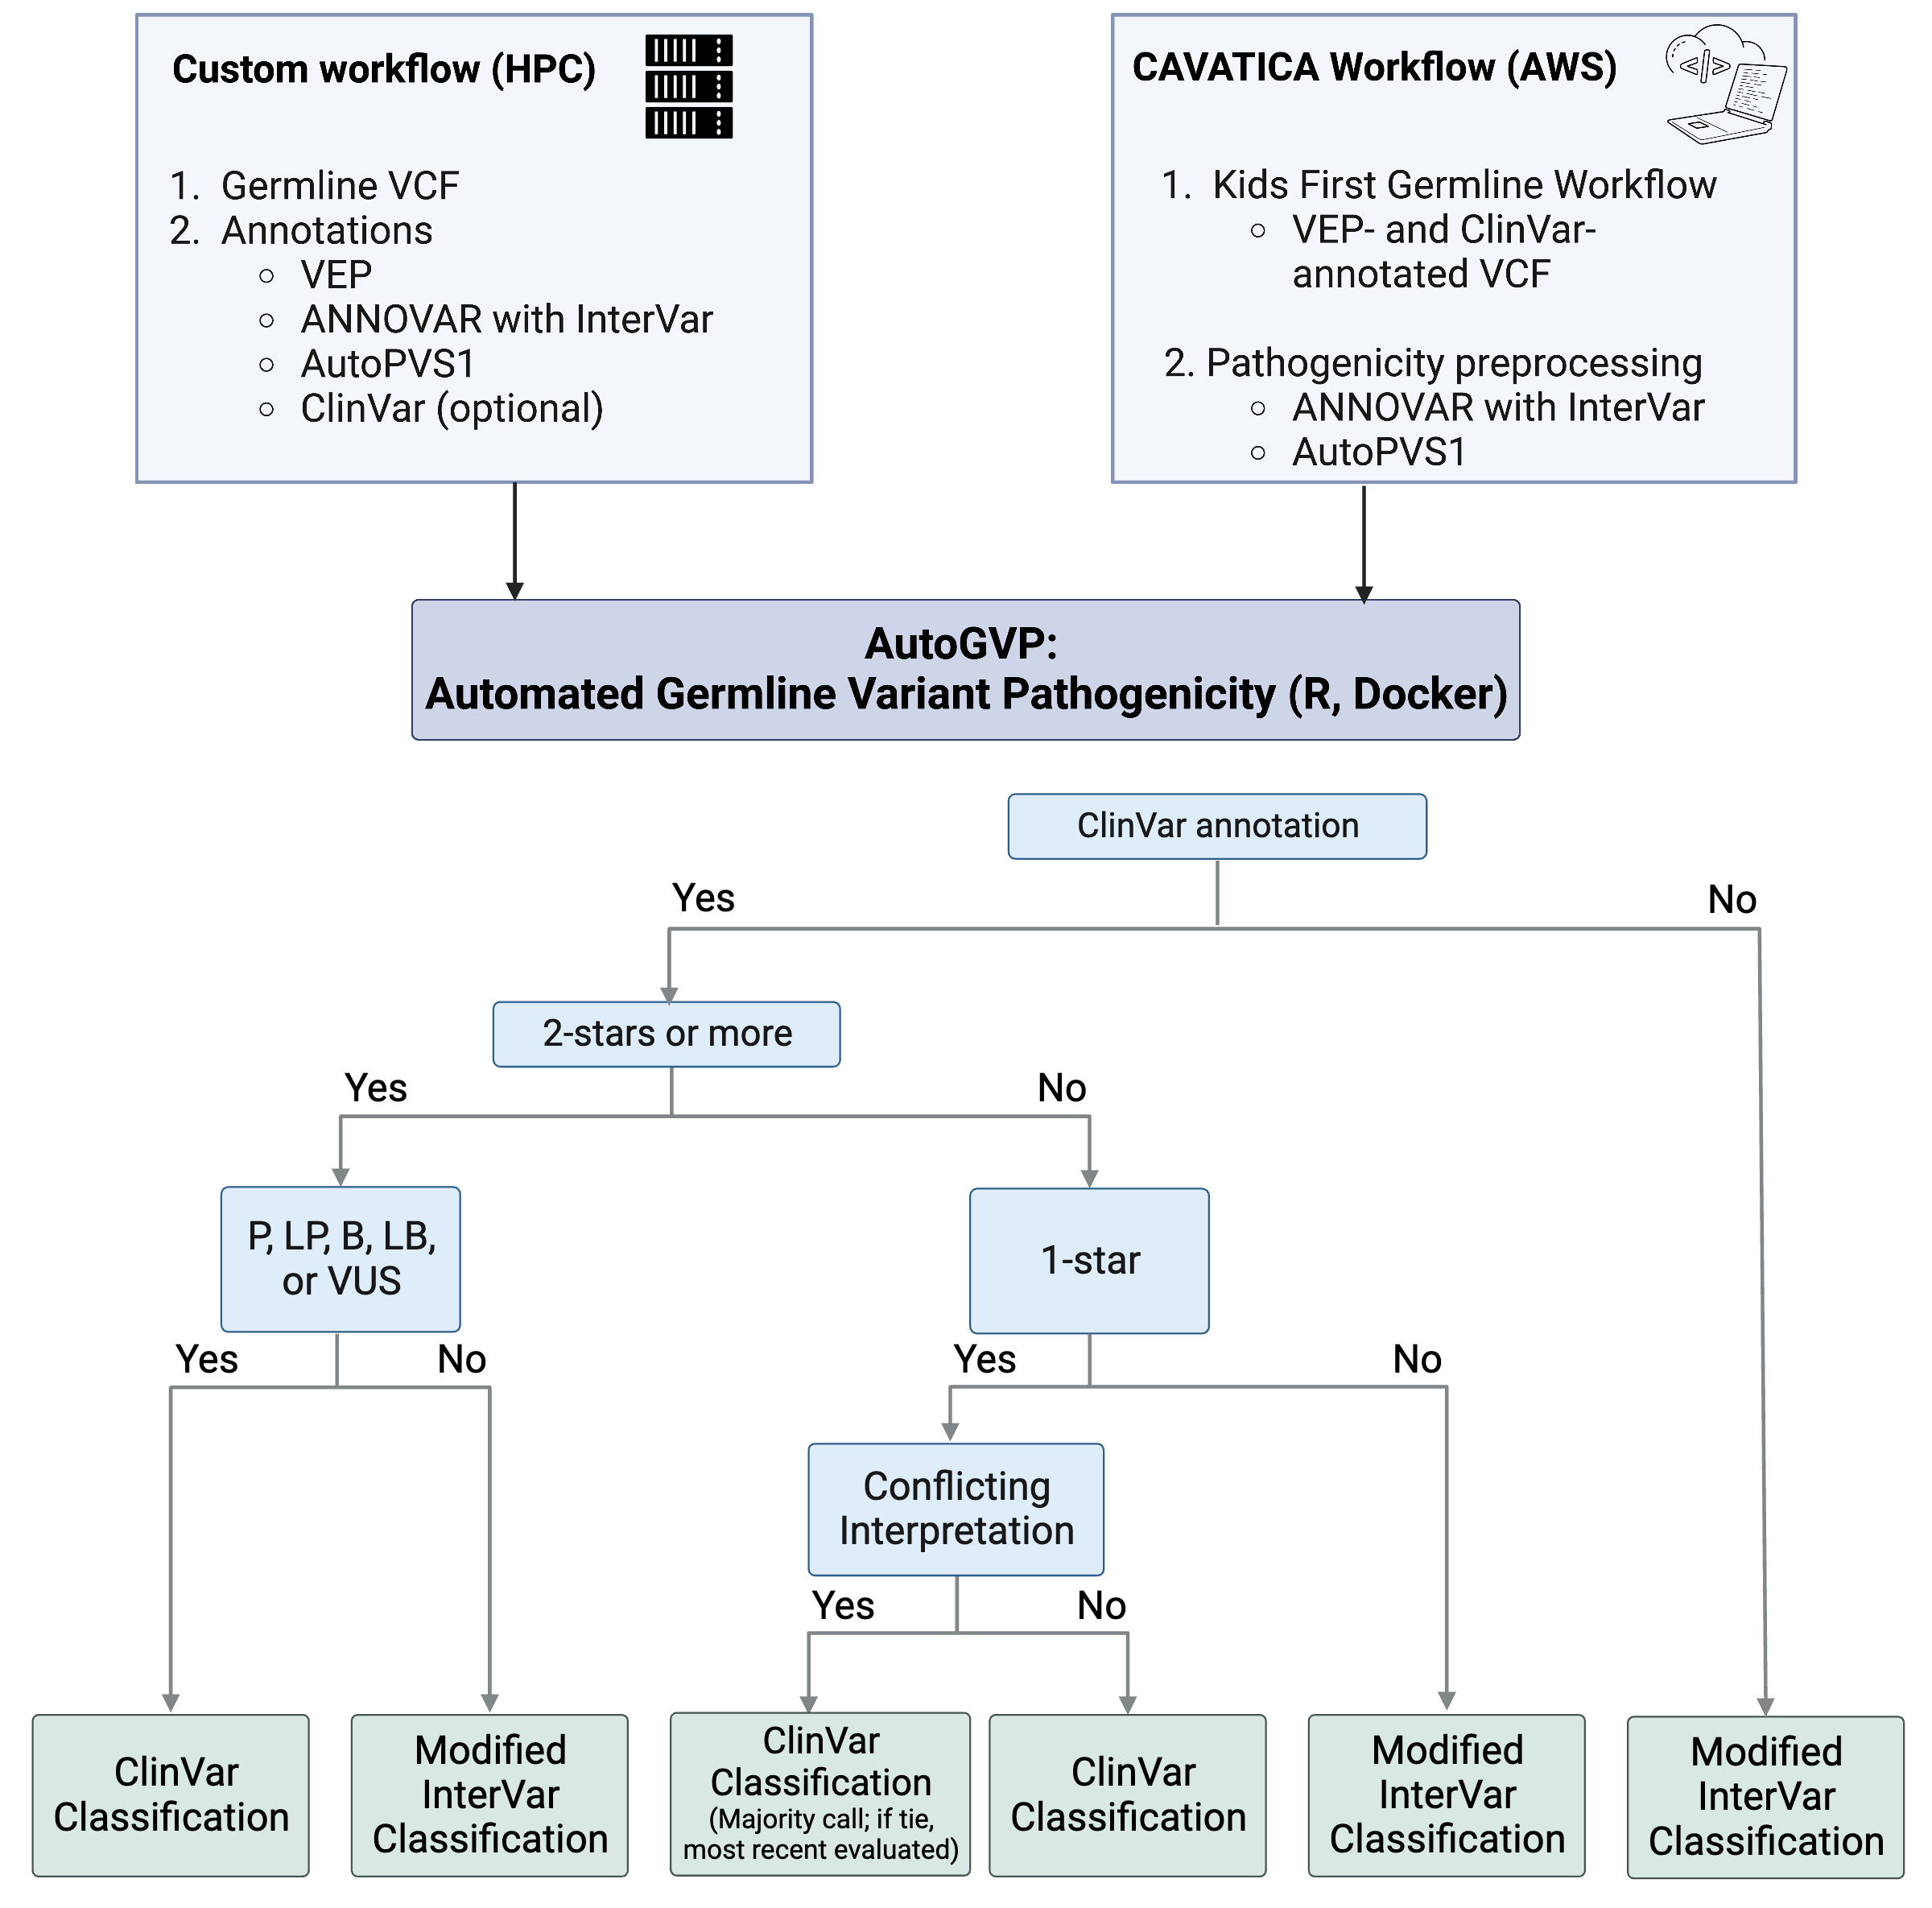 Custom workflow (HPC)
1. Germline VCF
2. Annotations
○ VEP
○ ANNOVAR with InterVar
○ AutoPVS1
○ ClinVar (optional)
CAVATICA Workflow (AWS)
</>
1. Kids First Germline Workflow
○ VEP- and ClinVar-
annotated VCF
2. Pathogenicity preprocessing
○ ANNOVAR with InterVar
○ AutoPVS1
AutoGVP:
Automated Germline Variant Pathogenicity (R, Docker)
ClinVar annotation
Yes
No
2-stars or more
Yes
No
P, LP, B, LB,
or VUS
1-star
Yes
No
Yes
No
Conflicting
Interpretation
Yes
No
ClinVar
Classification
Modified
InterVar
Classification
ClinVar
Classification
(Majority call; if tie,
most recent evaluated)
ClinVar
Classification
Modified
InterVar
Classification
Modified
InterVar
Classification